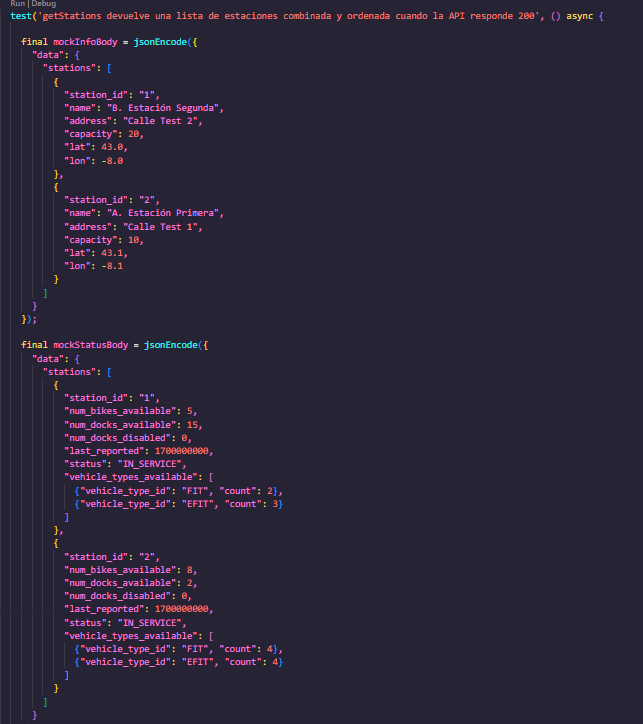 Run | Debug
test('getStations devuelve una lista de estaciones combinada y ordenada cuando la API responde 200', () async {
final mockInfoBody = jsonEncode({
"data": {
"stations": [
{
"station_id": "1",
"name": "B. Estación Segunda",
"address": "Calle Test 2",
"capacity": 20,
"lat": 43.0,
"lon": -8.0
},
{
"station_id": "2",
"name": "A. Estación Primera",
"address": "Calle Test 1",
"capacity": 10,
"lat": 43.1,
"lon": -8.1
}
]
}
});
final mockStatusBody = jsonEncode({
"data": {
"stations": [
{
"station_id": "1",
"num_bikes_available": 5,
"num_docks_available": 15,
"num_docks_disabled": 0,
"last_reported": 1700000000,
"status": "IN_SERVICE",
"vehicle_types_available": [
{"vehicle_type_id": "FIT", "count": 2},
{"vehicle_type_id": "EFIT", "count": 3}
]
},
{
"station_id": "2",
"num_bikes_available": 8,
"num_docks_available": 2,
"num_docks_disabled": 0,
"last_reported": 1700000000,
"status": "IN_SERVICE",
"vehicle_types_available": [
{"vehicle_type_id": "FIT", "count": 4},
{"vehicle_type_id": "EFIT", "count": 4}
]
}
]
}